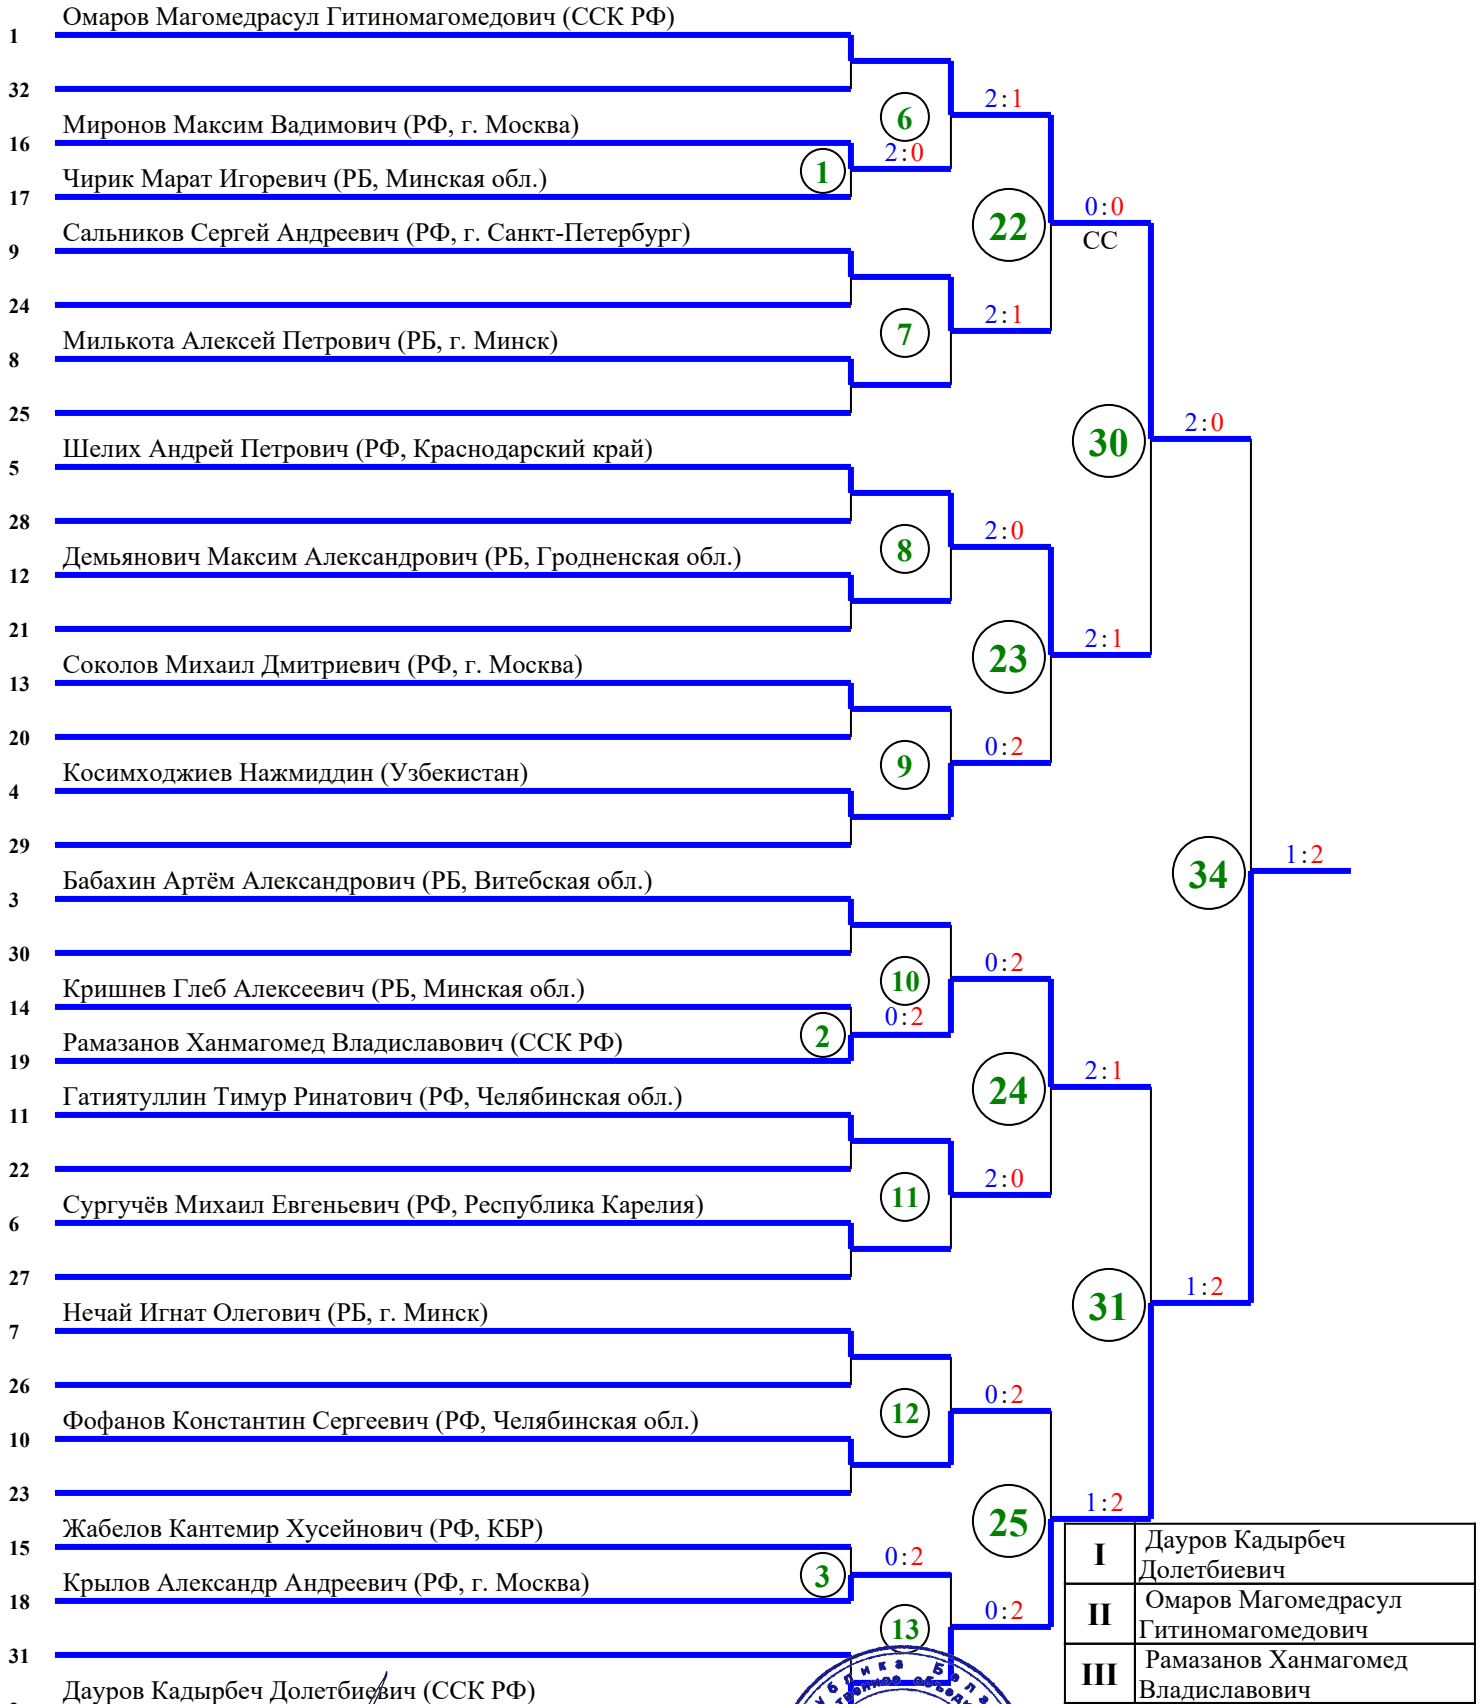 Омаров Магомедрасул Гитиномагомедович (ССК РФ)
1
32
2:1
6
Миронов Максим Вадимович (РФ, г. Москва)
16
2:0
1
Чирик Марат Игоревич (РБ, Минская обл.)
17
0:0
22
СС
Сальников Сергей Андреевич (РФ, г. Санкт-Петербург)
9
24
2:1
7
Милькота Алексей Петрович (РБ, г. Минск)
8
25
2:0
30
Шелих Андрей Петрович (РФ, Краснодарский край)
5
28
2:0
8
Демьянович Максим Александрович (РБ, Гродненская обл.)
12
21
2:1
23
Соколов Михаил Дмитриевич (РФ, г. Москва)
13
20
0:2
9
Косимходжиев Нажмиддин (Узбекистан)
4
29
1:2
34
Бабахин Артём Александрович (РБ, Витебская обл.)
3
30
0:2
10
Кришнев Глеб Алексеевич (РБ, Минская обл.)
14
0:2
2
Рамазанов Ханмагомед Владиславович (ССК РФ)
19
2:1
24
Гатиятуллин Тимур Ринатович (РФ, Челябинская обл.)
11
22
2:0
11
Сургучёв Михаил Евгеньевич (РФ, Республика Карелия)
6
27
1:2
31
Нечай Игнат Олегович (РБ, г. Минск)
7
26
0:2
12
Фофанов Константин Сергеевич (РФ, Челябинская обл.)
10
23
1:2
25
Жабелов Кантемир Хусейнович (РФ, КБР)
15
0:2
3
Крылов Александр Андреевич (РФ, г. Москва)
18
0:2
13
31
Дауров Кадырбеч Долетбиевич (ССК РФ)
I Дауров Кадырбеч
Долетбиевич
II Омаров Магомедрасул
Гитиномагомедович
III Рамазанов Ханмагомед
Владиславович